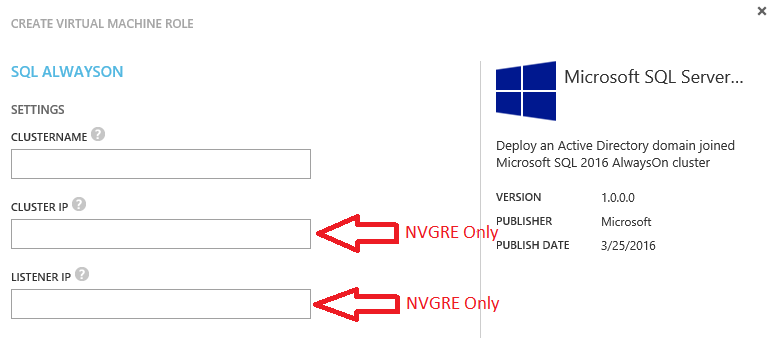 CREATE VIRTUAL MACHINE ROLE
SQL ALWAYSON
SETTINGS
CLUSTERNAME ?
CLUSTER IP ?
NVGRE Only
LISTENER IP ?
NVGRE Only
Microsoft SQL Server...
Deploy an Active Directory domain joined
Microsoft SQL 2016 AlwaysOn cluster
VERSION 1.0.0.0
PUBLISHER Microsoft
PUBLISH DATE 3/25/2016